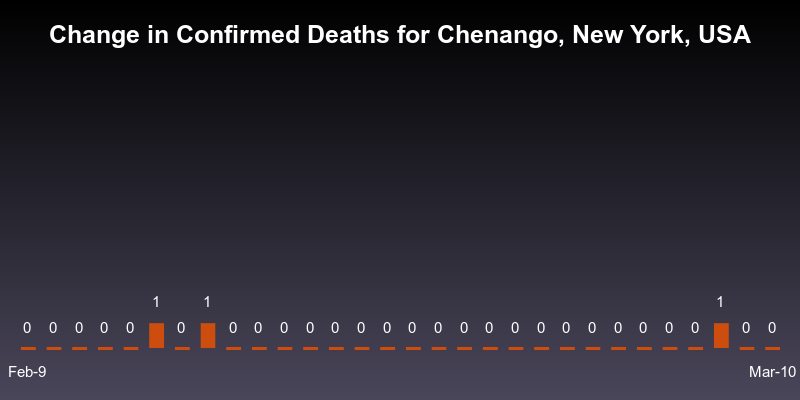 Change in Confirmed Deaths for Chenango, New York, USA
1 1 1
0 0 0 0 0 0 0 0 0 0 0 0 0 0 0 0 0 0 0 0 0 0 0 0 0 0 0
Feb-9 Mar-10